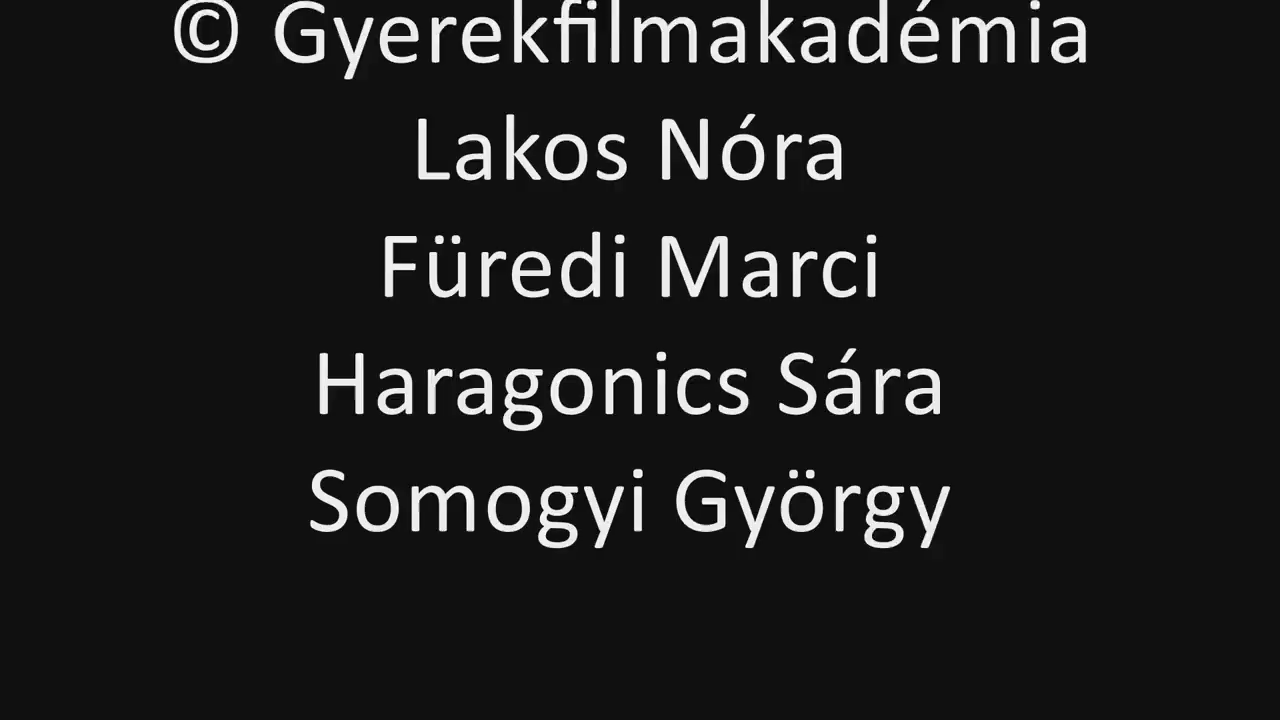 © Gyerekfilmakadémia
Lakos Nóra
Füredi Marci
Haragonics Sára
Somogyi György